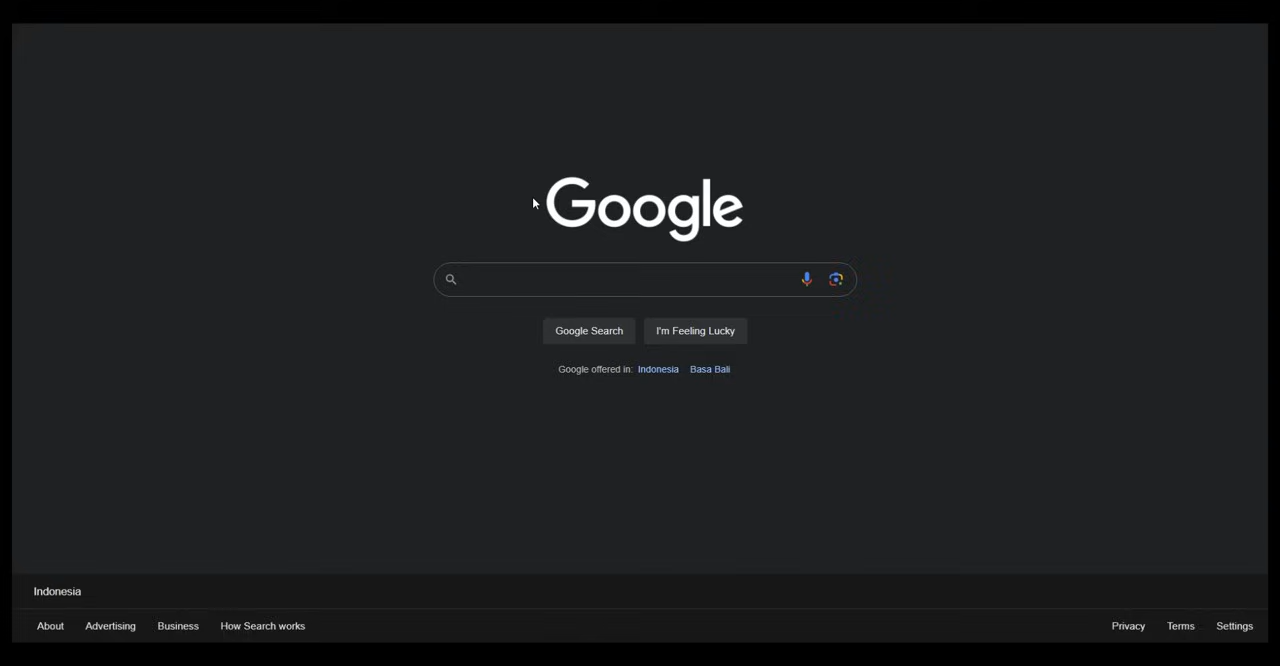 Google
Google Search I'm Feeling Lucky
Google offered in: Indonesia Basa Bali
Indonesia
About Advertising Business How Search works Privacy Terms Settings